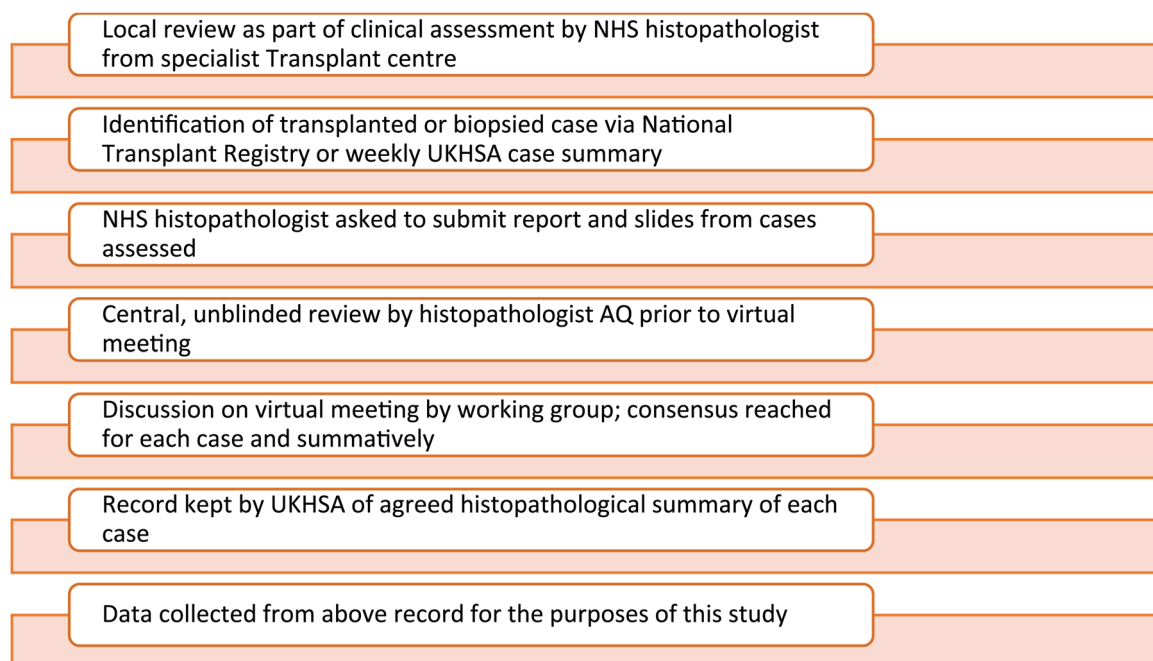 Local review as part of clinical assessment by NHS histopathologist
from specialist Transplant centre
Identification of transplanted or biopsied case via National
Transplant Registry or weekly UKHSA case summary
NHS histopathologist asked to submit report and slides from cases
assessed
Central, unblinded review by histopathologist AQ prior to virtual
meeting
Discussion on virtual meeting by working group; consensus reached
for each case and summatively
Record kept by UKHSA of agreed histopathological summary of each
case
Data collected from above record for the purposes of this study